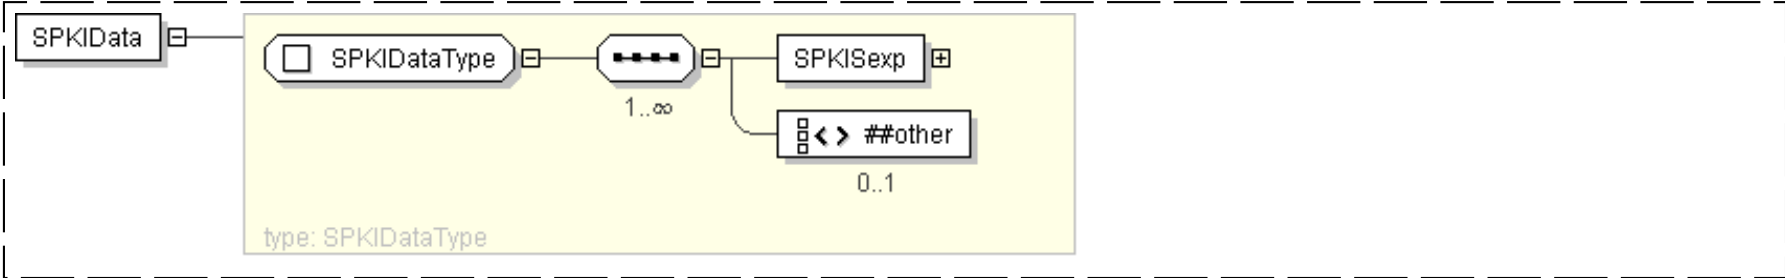 SPKIData
SPKIDataType
SPKISexp
1..∞
##other
0..1
type: SPKIDataType